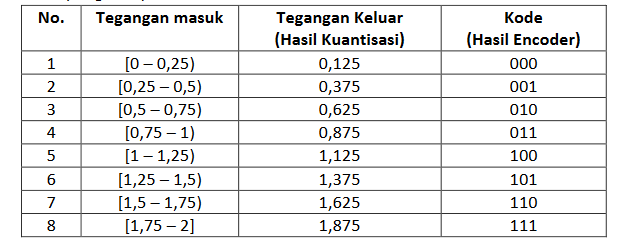 No. Tegangan masuk Tegangan Keluar (Hasil Kuantisasi) Kode (Hasil Encoder)
1 [0 – 0,25) 0,125 000
2 [0,25 – 0,5) 0,375 001
3 [0,5 – 0,75) 0,625 010
4 [0,75 – 1) 0,875 011
5 [1 – 1,25) 1,125 100
6 [1,25 – 1,5) 1,375 101
7 [1,5 – 1,75) 1,625 110
8 [1,75 – 2] 1,875 111